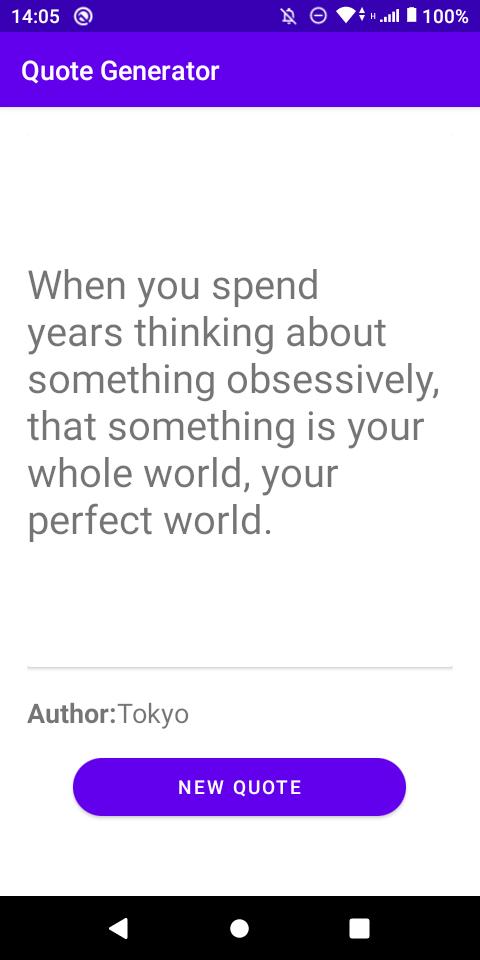 14:05
H
100%
Quote Generator
When you spend
years thinking about
something obsessively,
that something is your
whole world, your
perfect world.
Author:Tokyo
NEW QUOTE